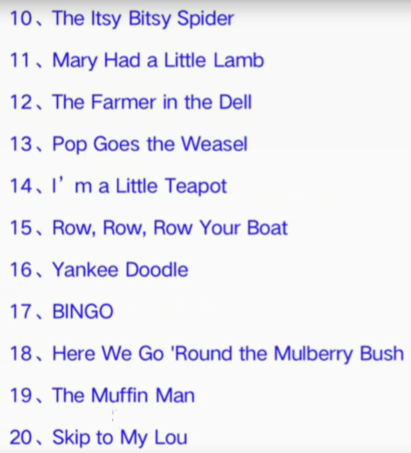 10、The Itsy Bitsy Spider
11、Mary Had a Little Lamb
12、The Farmer in the Dell
13、Pop Goes the Weasel
14、I’m a Little Teapot
15、Row, Row, Row Your Boat
16、Yankee Doodle
17、BINGO
18、Here We Go 'Round the Mulberry Bush
19、The Muffin Man
20、Skip to My Lou